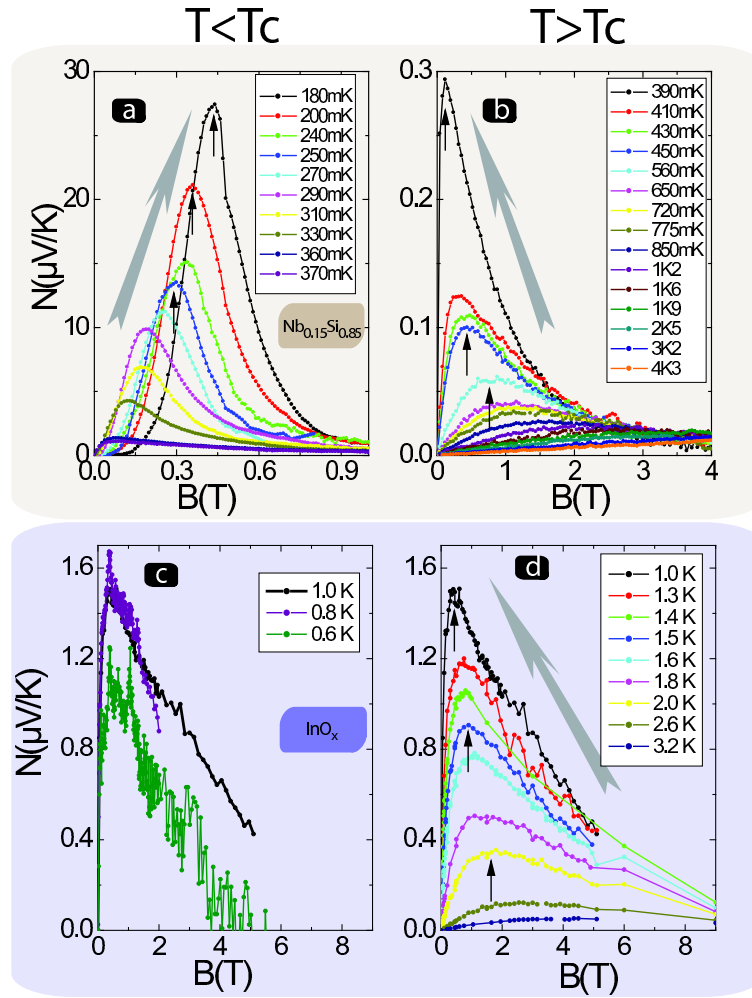 T<Tc
T>Tc
a
180mK
200mK
240mK
250mK
270mK
290mK
310mK
330mK
360mK
370mK
Nb0.15Si0.85
N(µV/K)
30
20
10
0
0.0
0.3
0.6
0.9
B(T)
b
390mK
410mK
430mK
450mK
560mK
650mK
720mK
775mK
850mK
1K2
1K6
1K9
2K5
3K2
4K3
0.3
0.2
0.1
0.0
0
1
2
3
4
B(T)
c
1.0 K
0.8 K
0.6 K
InOx
N(µV/K)
1.6
1.2
0.8
0.4
0.0
0
2
4
6
8
B(T)
d
1.0 K
1.3 K
1.4 K
1.5 K
1.6 K
1.8 K
2.0 K
2.6 K
3.2 K
1.6
1.2
0.8
0.4
0.0
0
2
4
6
8
B(T)